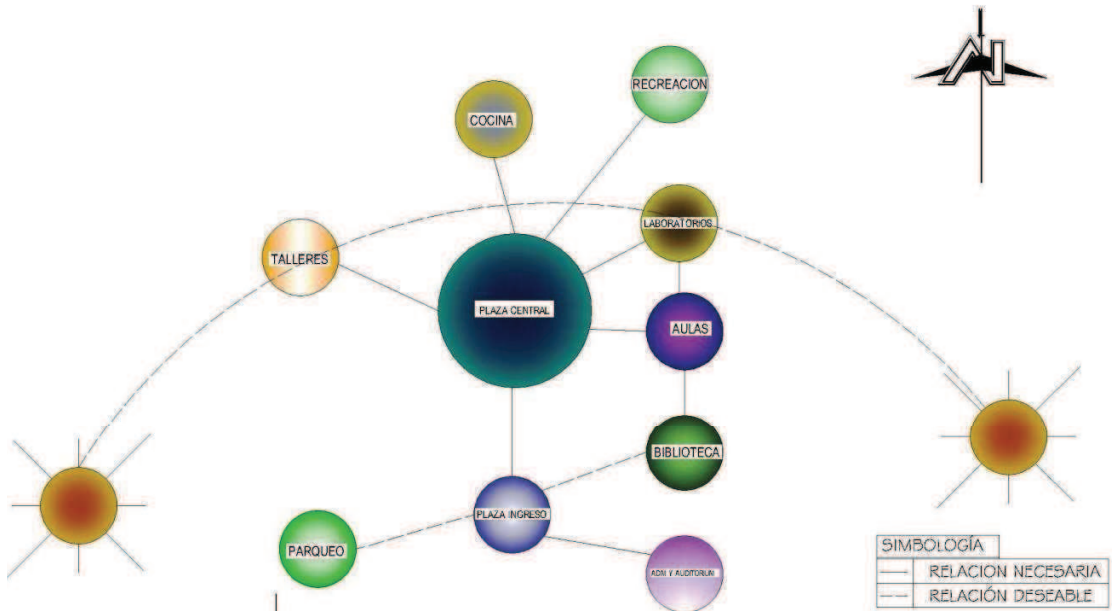 N
RECREACION
COCINA
LABORATORIOS
TALLERES
PLAZA CENTRAL
AULAS
BIBLIOTECA
PLAZA INGRESO
PARQUEO
ADM Y AUDITORIUM
SIMBOLOGÍA
RELACION NECESARIA
RELACIÓN DESEABLE